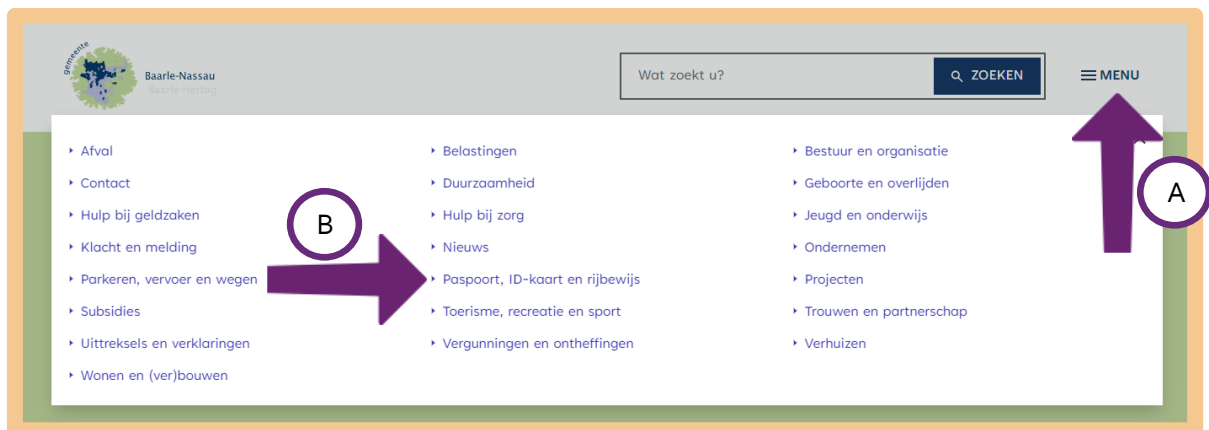 gemeente
Baarle-Nassau
Baarle-Hertog
Wat zoekt u?
ZOEKEN
MENU
Afval
Belastingen
Bestuur en organisatie
Contact
Duurzaamheid
Geboorte en overlijden
A
Hulp bij geldzaken
B
Hulp bij zorg
Jeugd en onderwijs
Klacht en melding
Nieuws
Ondernemen
Parkeren, vervoer en wegen
Paspoort, ID-kaart en rijbewijs
Projecten
Subsidies
Toerisme, recreatie en sport
Trouwen en partnerschap
Uittreksels en verklaringen
Vergunningen en ontheffingen
Verhuizen
Wonen en (ver)bouwen